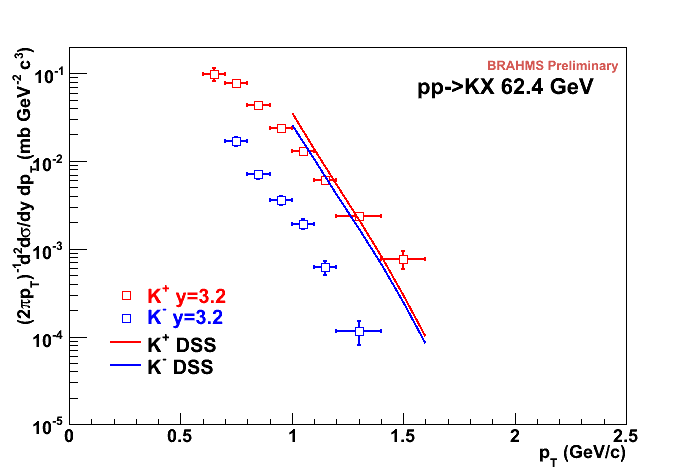 BRAHMS Preliminary
pp->KX 62.4 GeV
(2πp_T)^-1 d^2dσ/dy dp_T (mb GeV^-2 c^3)
10^-1
10^-2
10^-3
10^-4
10^-5
K^+ y=3.2
K^- y=3.2
K^+ DSS
K^- DSS
0 0.5 1 1.5 2 2.5
p_T (GeV/c)